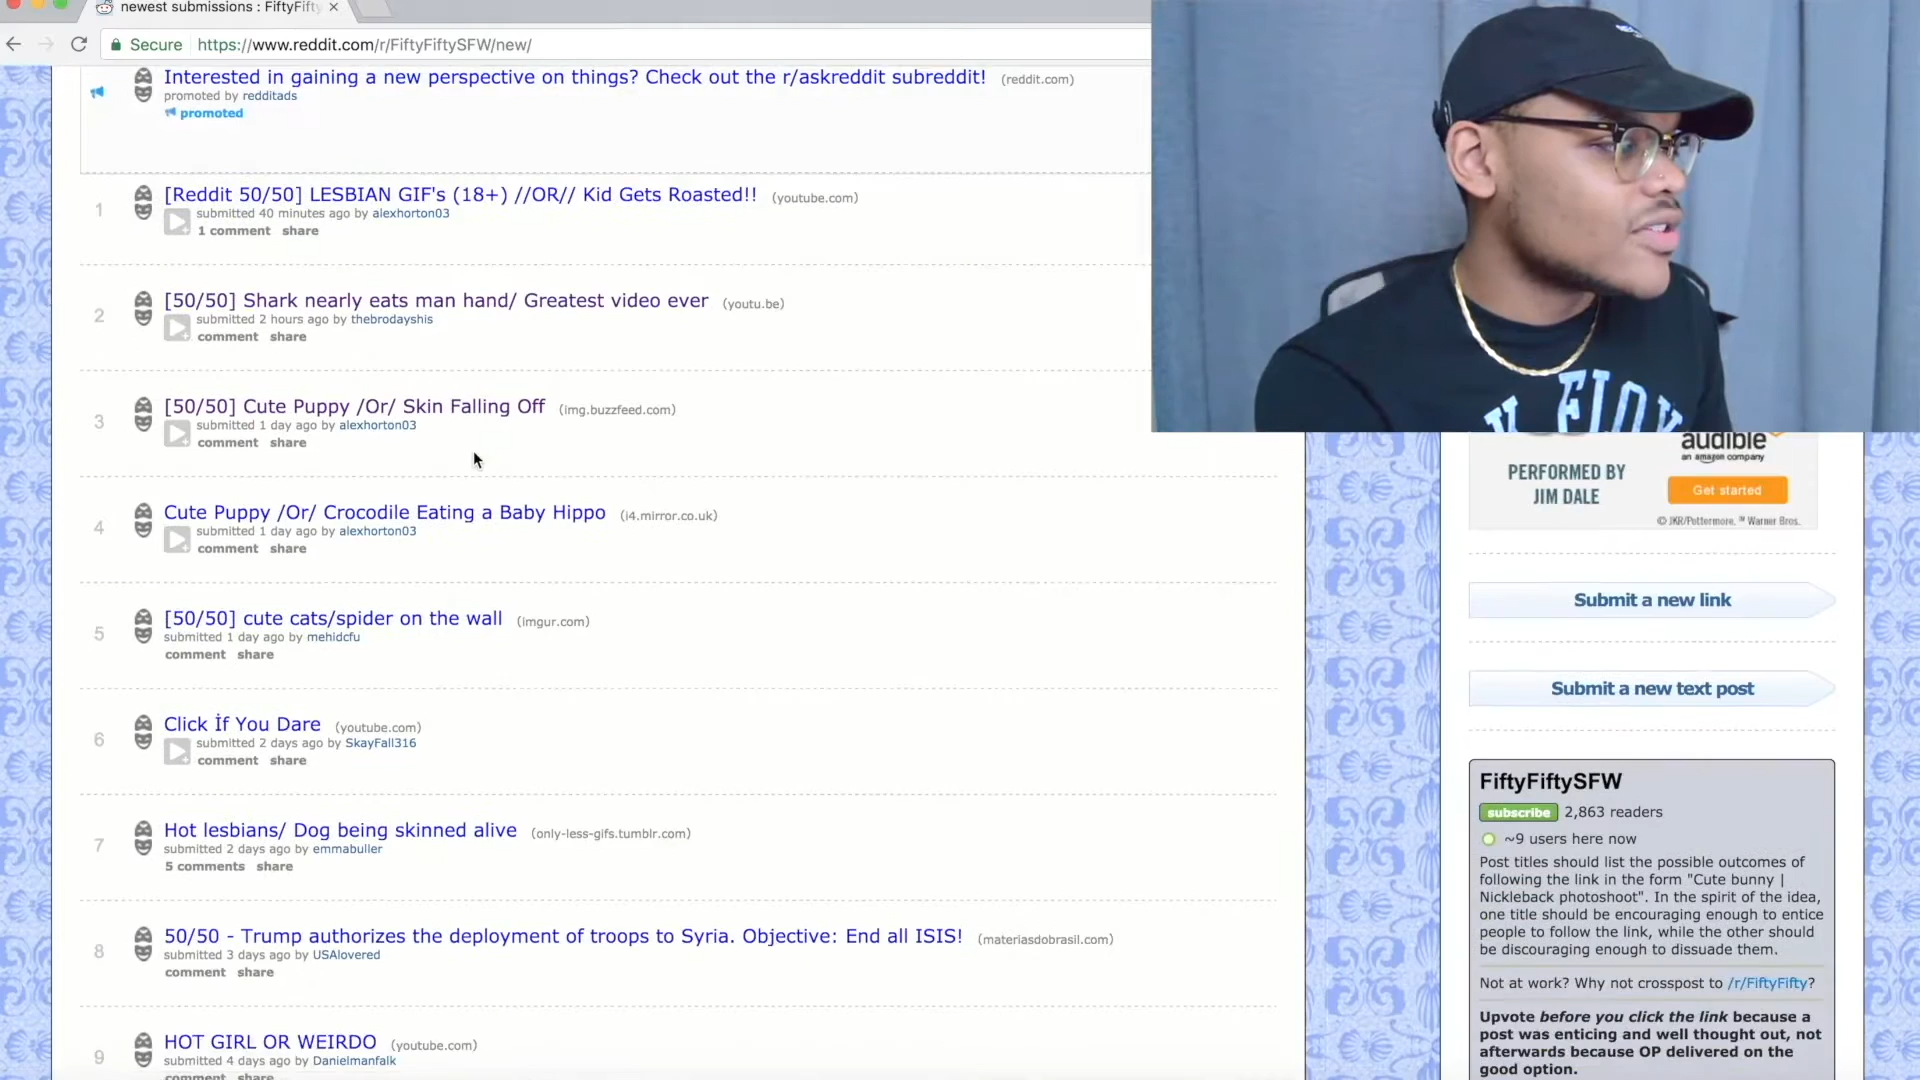 newest submissions : FiftyFifty
Secure https://www.reddit.com/r/FiftyFiftySFW/new/
Interested in gaining a new perspective on things? Check out the r/askreddit subreddit! (reddit.com)
promoted by redditads
promoted
1 [Reddit 50/50] LESBIAN GIF's (18+) //OR// Kid Gets Roasted!! (youtube.com)
submitted 40 minutes ago by alexhorton03
1 comment share
2 [50/50] Shark nearly eats man hand/ Greatest video ever (youtu.be)
submitted 2 hours ago by thebrodayshis
comment share
3 [50/50] Cute Puppy /Or/ Skin Falling Off (img.buzzfeed.com)
submitted 1 day ago by alexhorton03
comment share
4 Cute Puppy /Or/ Crocodile Eating a Baby Hippo (i4.mirror.co.uk)
submitted 1 day ago by alexhorton03
comment share
5 [50/50] cute cats/spider on the wall (imgur.com)
submitted 1 day ago by mehidcfu
comment share
6 Click İf You Dare (youtube.com)
submitted 2 days ago by SkayFall316
comment share
7 Hot lesbians/ Dog being skinned alive (only-less-gifs.tumblr.com)
submitted 2 days ago by emmabuller
5 comments share
8 50/50 - Trump authorizes the deployment of troops to Syria. Objective: End all ISIS! (materiasdobrasil.com)
submitted 3 days ago by USAlovered
comment share
9 HOT GIRL OR WEIRDO (youtube.com)
submitted 4 days ago by Danielmanfalk
comment share
audible
an amazon company
PERFORMED BY
JIM DALE
Get started
© JKR/Pottermore, ™ Warner Bros.
Submit a new link
Submit a new text post
FiftyFiftySFW
subscribe 2,863 readers
~9 users here now
Post titles should list the possible outcomes of
following the link in the form "Cute bunny |
Nickleback photoshoot". In the spirit of the idea,
one title should be encouraging enough to entice
people to follow the link, while the other should
be discouraging enough to dissuade them.
Not at work? Why not crosspost to /r/FiftyFifty?
Upvote before you click the link because a
post was enticing and well thought out, not
afterwards because OP delivered on the
good option.